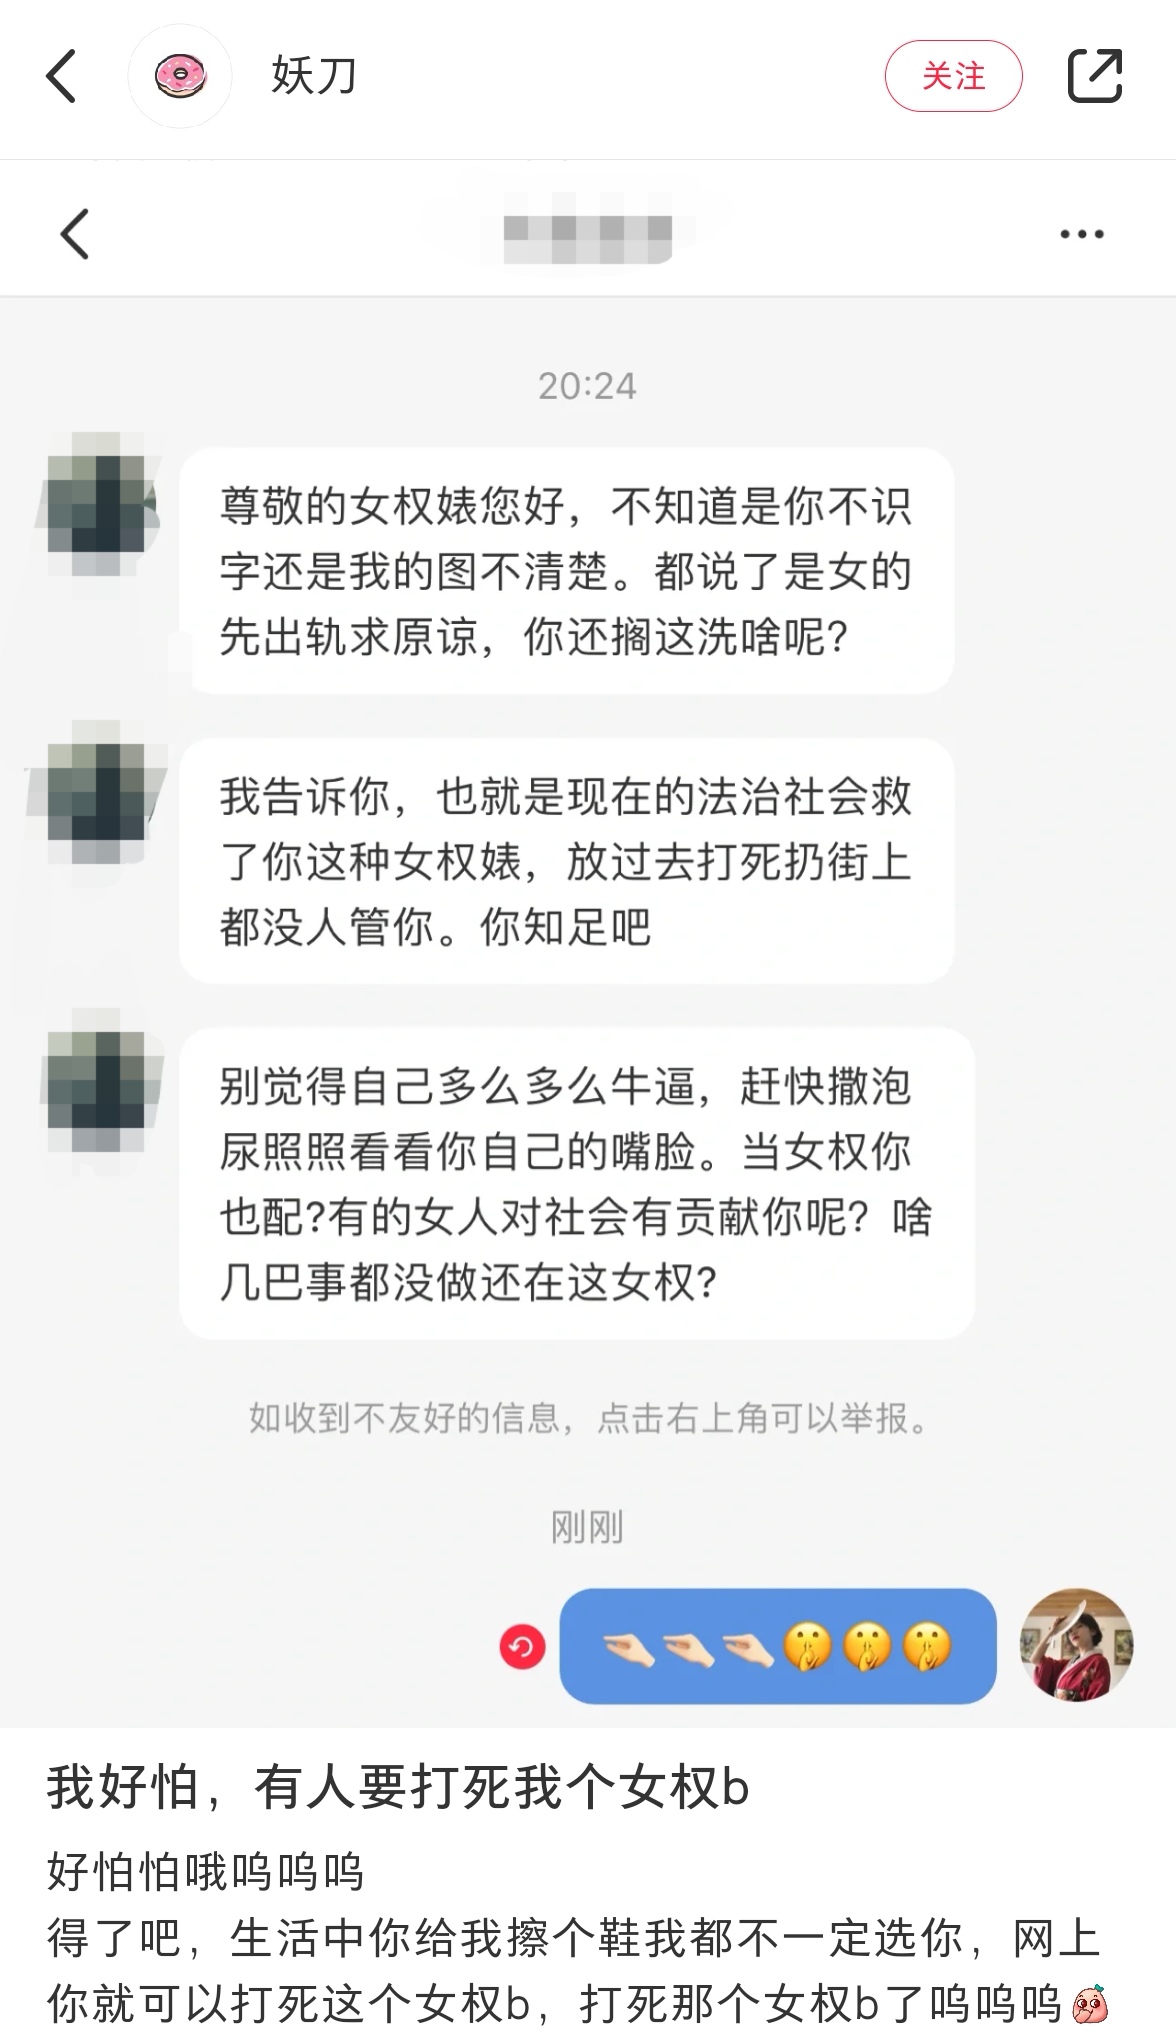 妖刀
关注
20:24
尊敬的女权婊您好，不知道是你不识
字还是我的图不清楚。都说了是女的
先出轨求原谅，你还搁这洗啥呢？
我告诉你，也就是现在的法治社会救
了你这种女权婊，放过去打死扔街上
都没人管你。你知足吧
别觉得自己多么多么牛逼，赶快撒泡
尿照照看看你自己的嘴脸。当女权你
也配?有的女人对社会有贡献你呢？啥
几巴事都没做还在这女权?
如收到不友好的信息，点击右上角可以举报。
刚刚
🤏🏻🤏🏻🤏🏻🤫🤫🤫
我好怕，有人要打死我个女权b
好怕怕哦呜呜呜
得了吧，生活中你给我擦个鞋我都不一定选你，网上
你就可以打死这个女权b，打死那个女权b了呜呜呜